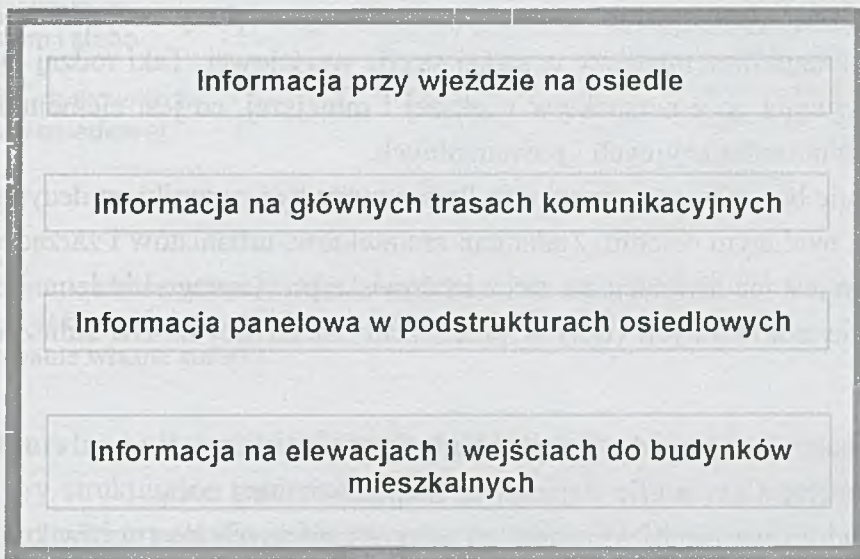 Informacja przy wjeździe na osiedle
Informacja na głównych trasach komunikacyjnych
Informacja panelowa w podstrukturach osiedlowych
Informacja na elewacjach i wejściach do budynków
mieszkalnych